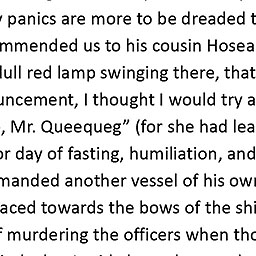 panics are more to be dreaded
mmended us to his cousin Hosea
dull red lamp swinging there, that
uncement, I thought I would try a
, Mr. Queequeg” (for she had lea
or day of fasting, humiliation, and
manded another vessel of his ow
aced towards the bows of the shi
murdering the officers when tho